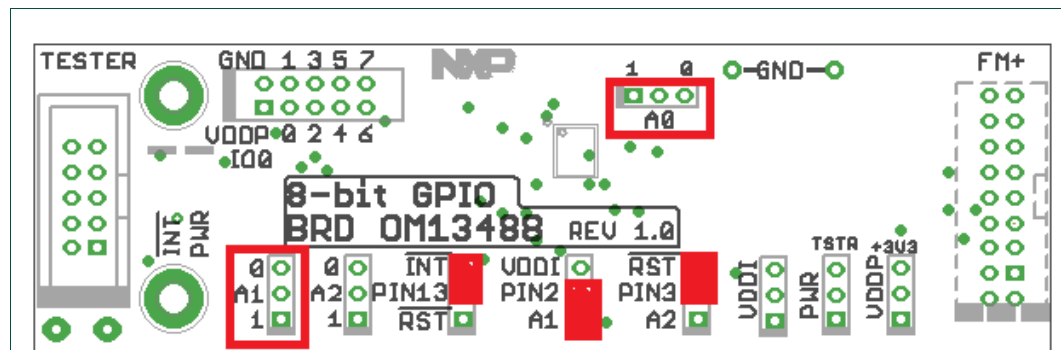 TESTER
GND 1 3 5 7
NXP
1 0
GND
FM+
A0
VDDP 0 2 4 6
IO0
8-bit GPIO
BRD OM13488 REV 1.0
INT
PWR
0
A1
1
0
A2
1
INT
PIN13
RST
VDDI
PIN2
A1
RST
PIN3
A2
VDDI
TSTR
PWR
+3V3
VDDP